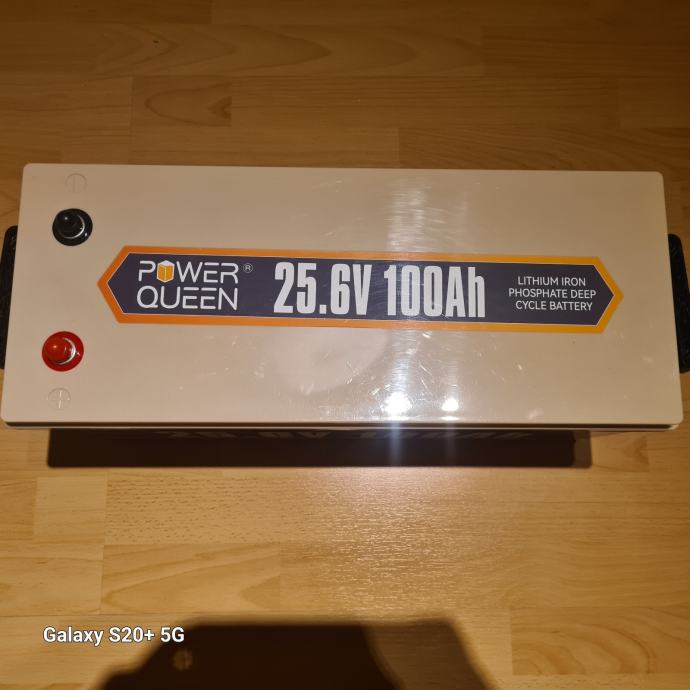 POWER
QUEEN
®
25.6V 100Ah
LITHIUM IRON
PHOSPHATE DEEP
CYCLE BATTERY
Galaxy S20+ 5G